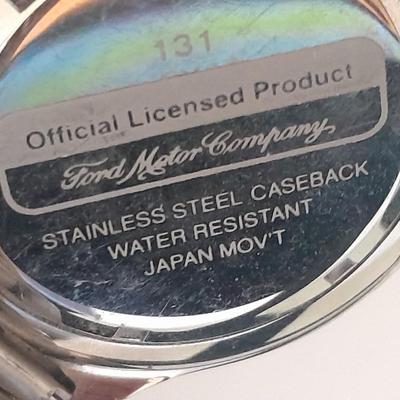 131
Official Licensed Product
Ford Motor Company
STAINLESS STEEL CASEBACK
WATER RESISTANT
JAPAN MOV'T